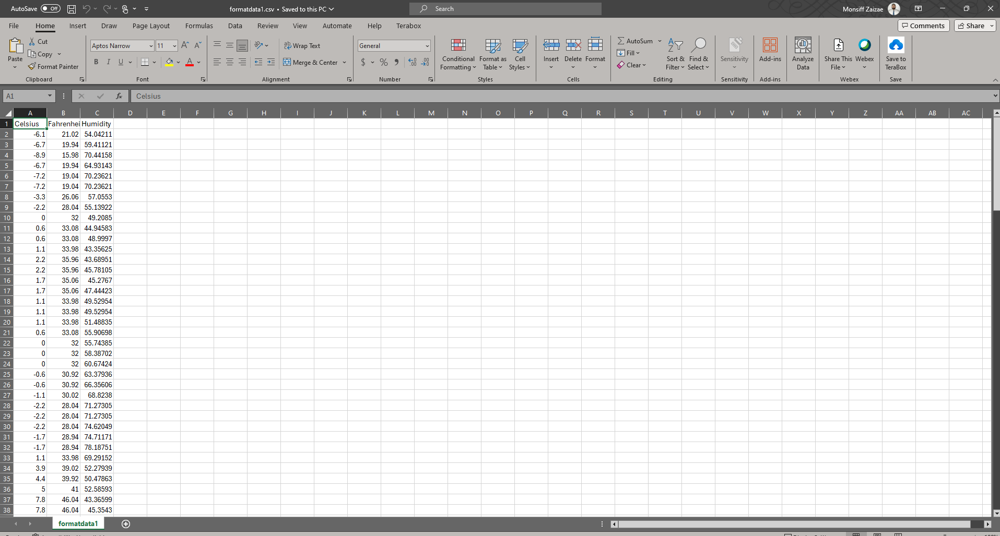 AutoSave Off formatdata1.csv • Saved to this PC Search Monsiff Zaizae
File Home Insert Draw Page Layout Formulas Data Review View Automate Help Terabox Comments Share
Paste Cut Copy Format Painter Clipboard
Aptos Narrow 11 B I U A A Font
ab Wrap Text Merge & Center Alignment
General $ % Number
Conditional Formatting Format as Table Cell Styles Styles
Insert Delete Format Cells
AutoSum Fill Clear Sort & Filter Find & Select Editing
Sensitivity Sensitivity
Add-ins Add-ins
Analyze Data
Share This File Webex Webex
Save to TeraBox Save
A1 fx Celsius
A B C D E F G H I J K L M N O P Q R S T U V W X Y Z AA AB AC
1 Celsius Fahrenhei Humidity
2 -6.1 21.02 54.04211
3 -6.7 19.94 59.41121
4 -8.9 15.98 70.44158
5 -6.7 19.94 64.93143
6 -7.2 19.04 70.23621
7 -7.2 19.04 70.23621
8 -3.3 26.06 57.0553
9 -2.2 28.04 55.13922
10 0 32 49.2085
11 0.6 33.08 44.94583
12 0.6 33.08 48.9997
13 1.1 33.98 43.35625
14 2.2 35.96 43.68951
15 2.2 35.96 45.78105
16 1.7 35.06 45.2767
17 1.7 35.06 47.44423
18 1.1 33.98 49.52954
19 1.1 33.98 49.52954
20 1.1 33.98 51.48835
21 0.6 33.08 55.90698
22 0 32 55.74385
23 0 32 58.38702
24 0 32 60.67424
25 -0.6 30.92 63.37936
26 -0.6 30.92 66.35606
27 -1.1 30.02 68.8238
28 -2.2 28.04 71.27305
29 -2.2 28.04 71.27305
30 -2.2 28.04 74.62049
31 -1.7 28.94 74.71171
32 -1.7 28.94 78.18751
33 1.1 33.98 69.29152
34 3.9 39.02 52.27939
35 4.4 39.92 50.47863
36 5 41 52.58593
37 7.8 46.04 43.36599
38 7.8 46.04 45.3543
formatdata1